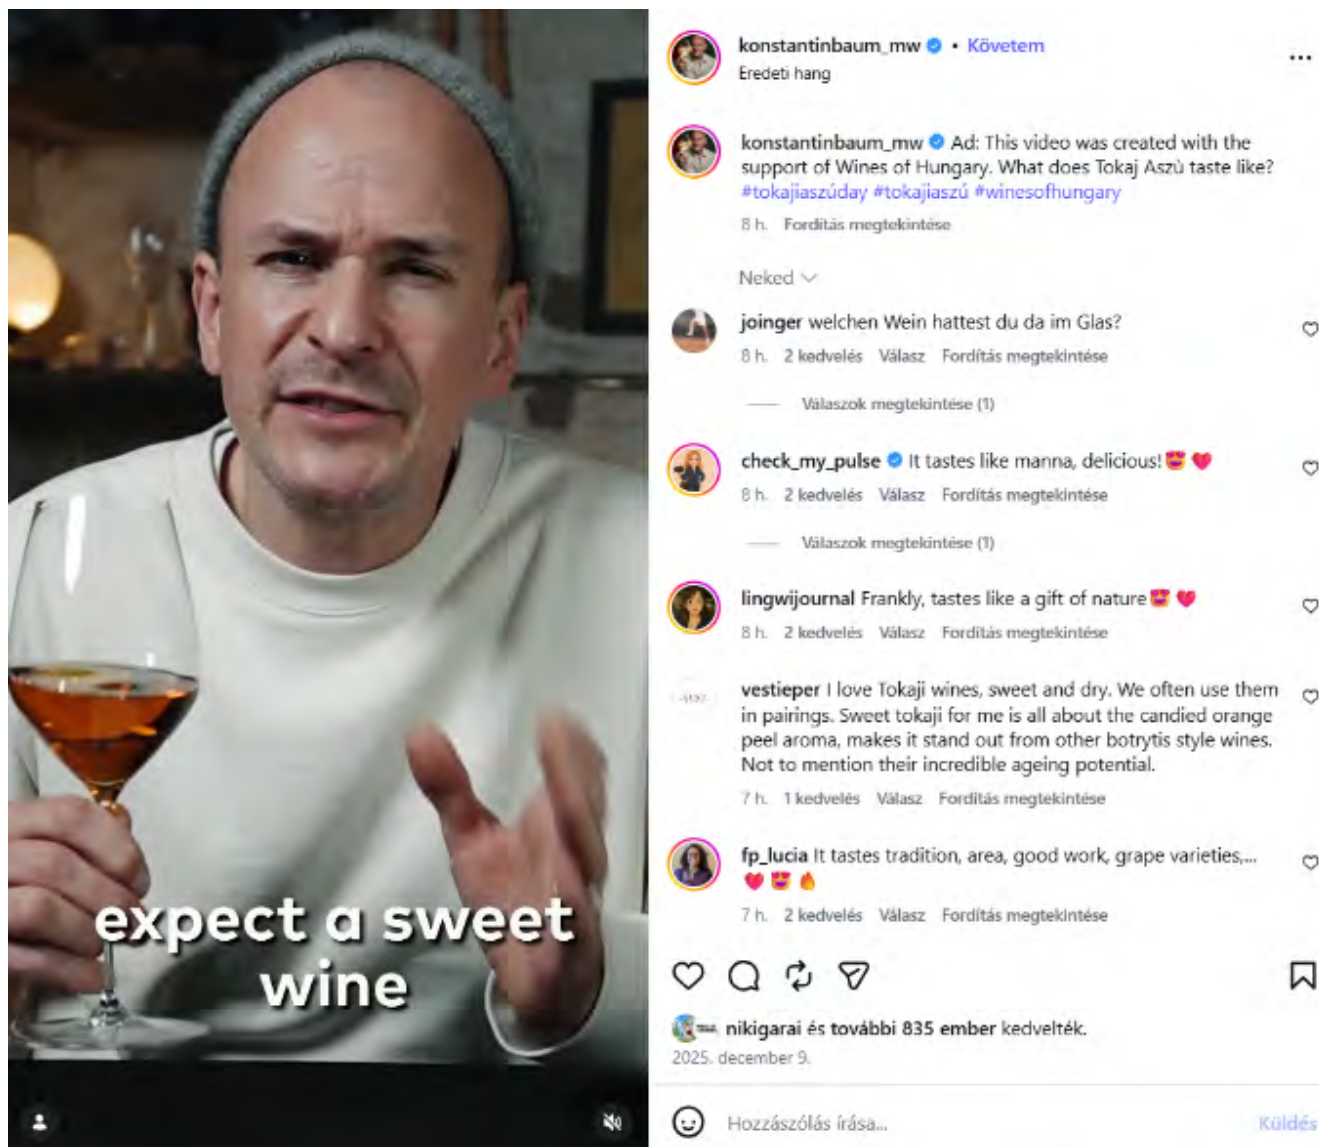 expect a sweet
wine
konstantinbaum_mw • Követem
Eredeti hang
konstantinbaum_mw Ad: This video was created with the
support of Wines of Hungary. What does Tokaj Aszù taste like?
#tokajiaszúday #tokajiaszú #winesofhungary
8 h. Fordítás megtekintése
Neked
joinger welchen Wein hattest du da im Glas?
8 h. 2 kedvelés Válasz Fordítás megtekintése
Válaszok megtekintése (1)
check_my_pulse It tastes like manna, delicious!😍❤️
8 h. 2 kedvelés Válasz Fordítás megtekintése
Válaszok megtekintése (1)
lingwijournal Frankly, tastes like a gift of nature😍❤️
8 h. 2 kedvelés Válasz Fordítás megtekintése
vestieper I love Tokaji wines, sweet and dry. We often use them
in pairings. Sweet tokaji for me is all about the candied orange
peel aroma, makes it stand out from other botrytis style wines.
Not to mention their incredible ageing potential.
7 h. 1 kedvelés Válasz Fordítás megtekintése
fp_lucia It tastes tradition, area, good work, grape varieties,...
❤️😍🔥
7 h. 2 kedvelés Válasz Fordítás megtekintése
nikigarai és további 835 ember kedvelték.
2025. december 9.
Hozzászólás írása...
Küldés